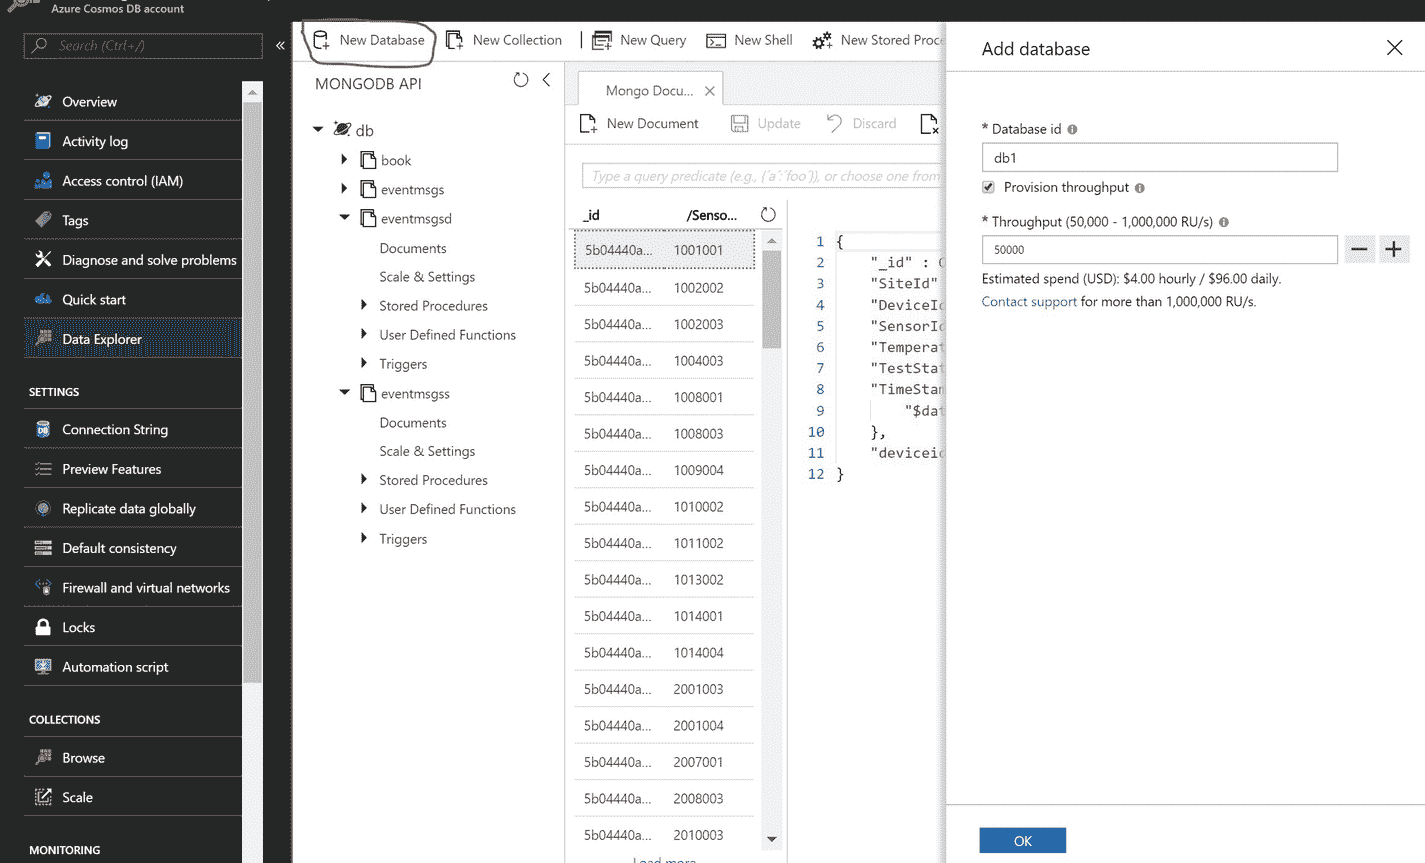 Azure Cosmos DB account
Search (Ctrl+/)
«
Overview
Activity log
Access control (IAM)
Tags
Diagnose and solve problems
Quick start
Data Explorer
SETTINGS
Connection String
Preview Features
Replicate data globally
Default consistency
Firewall and virtual networks
Locks
Automation script
COLLECTIONS
Browse
Scale
MONITORING
New Database
New Collection
New Query
New Shell
New Stored Proce
MONGODB API
db
book
eventmsgs
eventmsgsd
Documents
Scale & Settings
Stored Procedures
User Defined Functions
Triggers
eventmsgss
Documents
Scale & Settings
Stored Procedures
User Defined Functions
Triggers
Mongo Docu...
New Document
Update
Discard
Type a query predicate (e.g., {´a´:´foo´}), or choose one from
_id /Senso...
5b04440a... 1001001
5b04440a... 1002002
5b04440a... 1002003
5b04440a... 1004003
5b04440a... 1008001
5b04440a... 1008003
5b04440a... 1009004
5b04440a... 1010002
5b04440a... 1011002
5b04440a... 1013002
5b04440a... 1014001
5b04440a... 1014004
5b04440a... 2001003
5b04440a... 2001004
5b04440a... 2007001
5b04440a... 2008003
5b04440a... 2010003
Load more
1 {
2 "_id" :
3 "SiteId"
4 "DeviceId
5 "SensorId
6 "Temperat
7 "TestStat
8 "TimeStam
9 "$dat
10 },
11 "deviceid
12 }
Add database
* Database id
db1
Provision throughput
* Throughput (50,000 - 1,000,000 RU/s)
50000
Estimated spend (USD): $4.00 hourly / $96.00 daily.
Contact support for more than 1,000,000 RU/s.
OK